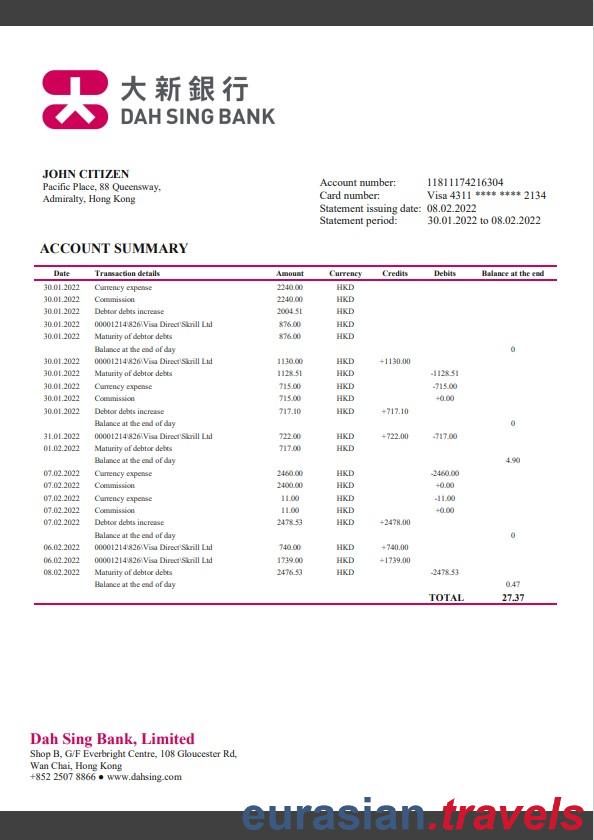 大新銀行
DAH SING BANK
JOHN CITIZEN
Pacific Place, 88 Queensway,
Admiralty, Hong Kong
Account number: 11811174216304
Card number: Visa 4311 **** **** 2134
Statement issuing date: 08.02.2022
Statement period: 30.01.2022 to 08.02.2022
ACCOUNT SUMMARY
Date Transaction details Amount Currency Credits Debits Balance at the end
30.01.2022 Currency expense 2240.00 HKD
30.01.2022 Commission 2240.00 HKD
30.01.2022 Debtor debts increase 2004.51 HKD
30.01.2022 00001214\826\Visa Direct\Skrill Ltd 876.00 HKD
30.01.2022 Maturity of debtor debts 876.00 HKD
Balance at the end of day 0
30.01.2022 00001214\826\Visa Direct\Skrill Ltd 1130.00 HKD +1130.00
30.01.2022 Maturity of debtor debts 1128.51 HKD -1128.51
30.01.2022 Currency expense 715.00 HKD -715.00
30.01.2022 Commission 715.00 HKD +0.00
30.01.2022 Debtor debts increase 717.10 HKD +717.10
Balance at the end of day 0
31.01.2022 00001214\826\Visa Direct\Skrill Ltd 722.00 HKD +722.00 -717.00
01.02.2022 Maturity of debtor debts 717.00 HKD
Balance at the end of day 4.90
07.02.2022 Currency expense 2460.00 HKD -2460.00
07.02.2022 Commission 2400.00 HKD +0.00
07.02.2022 Currency expense 11.00 HKD -11.00
07.02.2022 Commission 11.00 HKD +0.00
07.02.2022 Debtor debts increase 2478.53 HKD +2478.00
Balance at the end of day 0
06.02.2022 00001214\826\Visa Direct\Skrill Ltd 740.00 HKD +740.00
06.02.2022 00001214\826\Visa Direct\Skrill Ltd 1739.00 HKD +1739.00
08.02.2022 Maturity of debtor debts 2476.53 HKD -2478.53
Balance at the end of day 0.47
TOTAL 27.37
Dah Sing Bank, Limited
Shop B, G/F Everbright Centre, 108 Gloucester Rd,
Wan Chai, Hong Kong
+852 2507 8866 ● www.dahsing.com
eurasian.travels